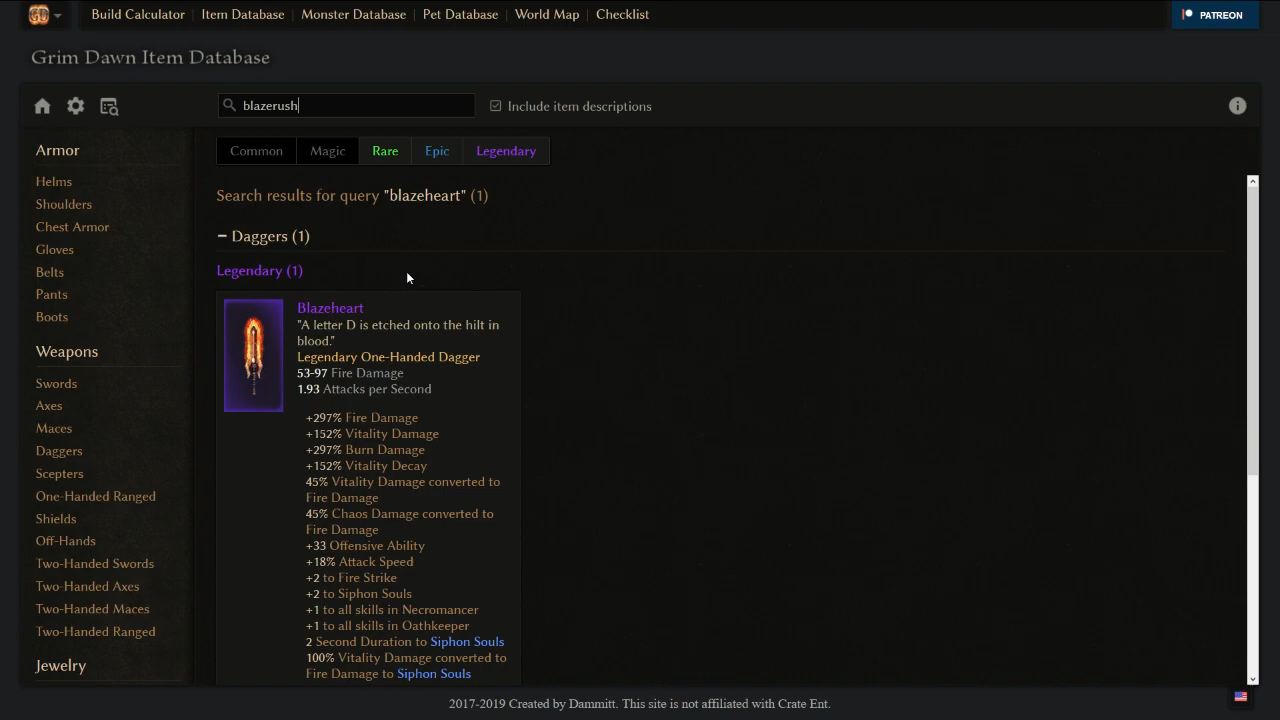 Build Calculator Item Database Monster Database Pet Database World Map Checklist PATREON
Grim Dawn Item Database
blazerush Include item descriptions
Armor
Helms
Shoulders
Chest Armor
Gloves
Belts
Pants
Boots
Weapons
Swords
Axes
Maces
Daggers
Scepters
One-Handed Ranged
Shields
Off-Hands
Two-Handed Swords
Two-Handed Axes
Two-Handed Maces
Two-Handed Ranged
Jewelry
Common Magic Rare Epic Legendary
Search results for query "blazeheart" (1)
− Daggers (1)
Legendary (1)
Blazeheart
"A letter D is etched onto the hilt in
blood."
Legendary One-Handed Dagger
53-97 Fire Damage
1.93 Attacks per Second
+297% Fire Damage
+152% Vitality Damage
+297% Burn Damage
+152% Vitality Decay
45% Vitality Damage converted to
Fire Damage
45% Chaos Damage converted to
Fire Damage
+33 Offensive Ability
+18% Attack Speed
+2 to Fire Strike
+2 to Siphon Souls
+1 to all skills in Necromancer
+1 to all skills in Oathkeeper
2 Second Duration to Siphon Souls
100% Vitality Damage converted to
Fire Damage to Siphon Souls
2017-2019 Created by Dammitt. This site is not affiliated with Crate Ent.